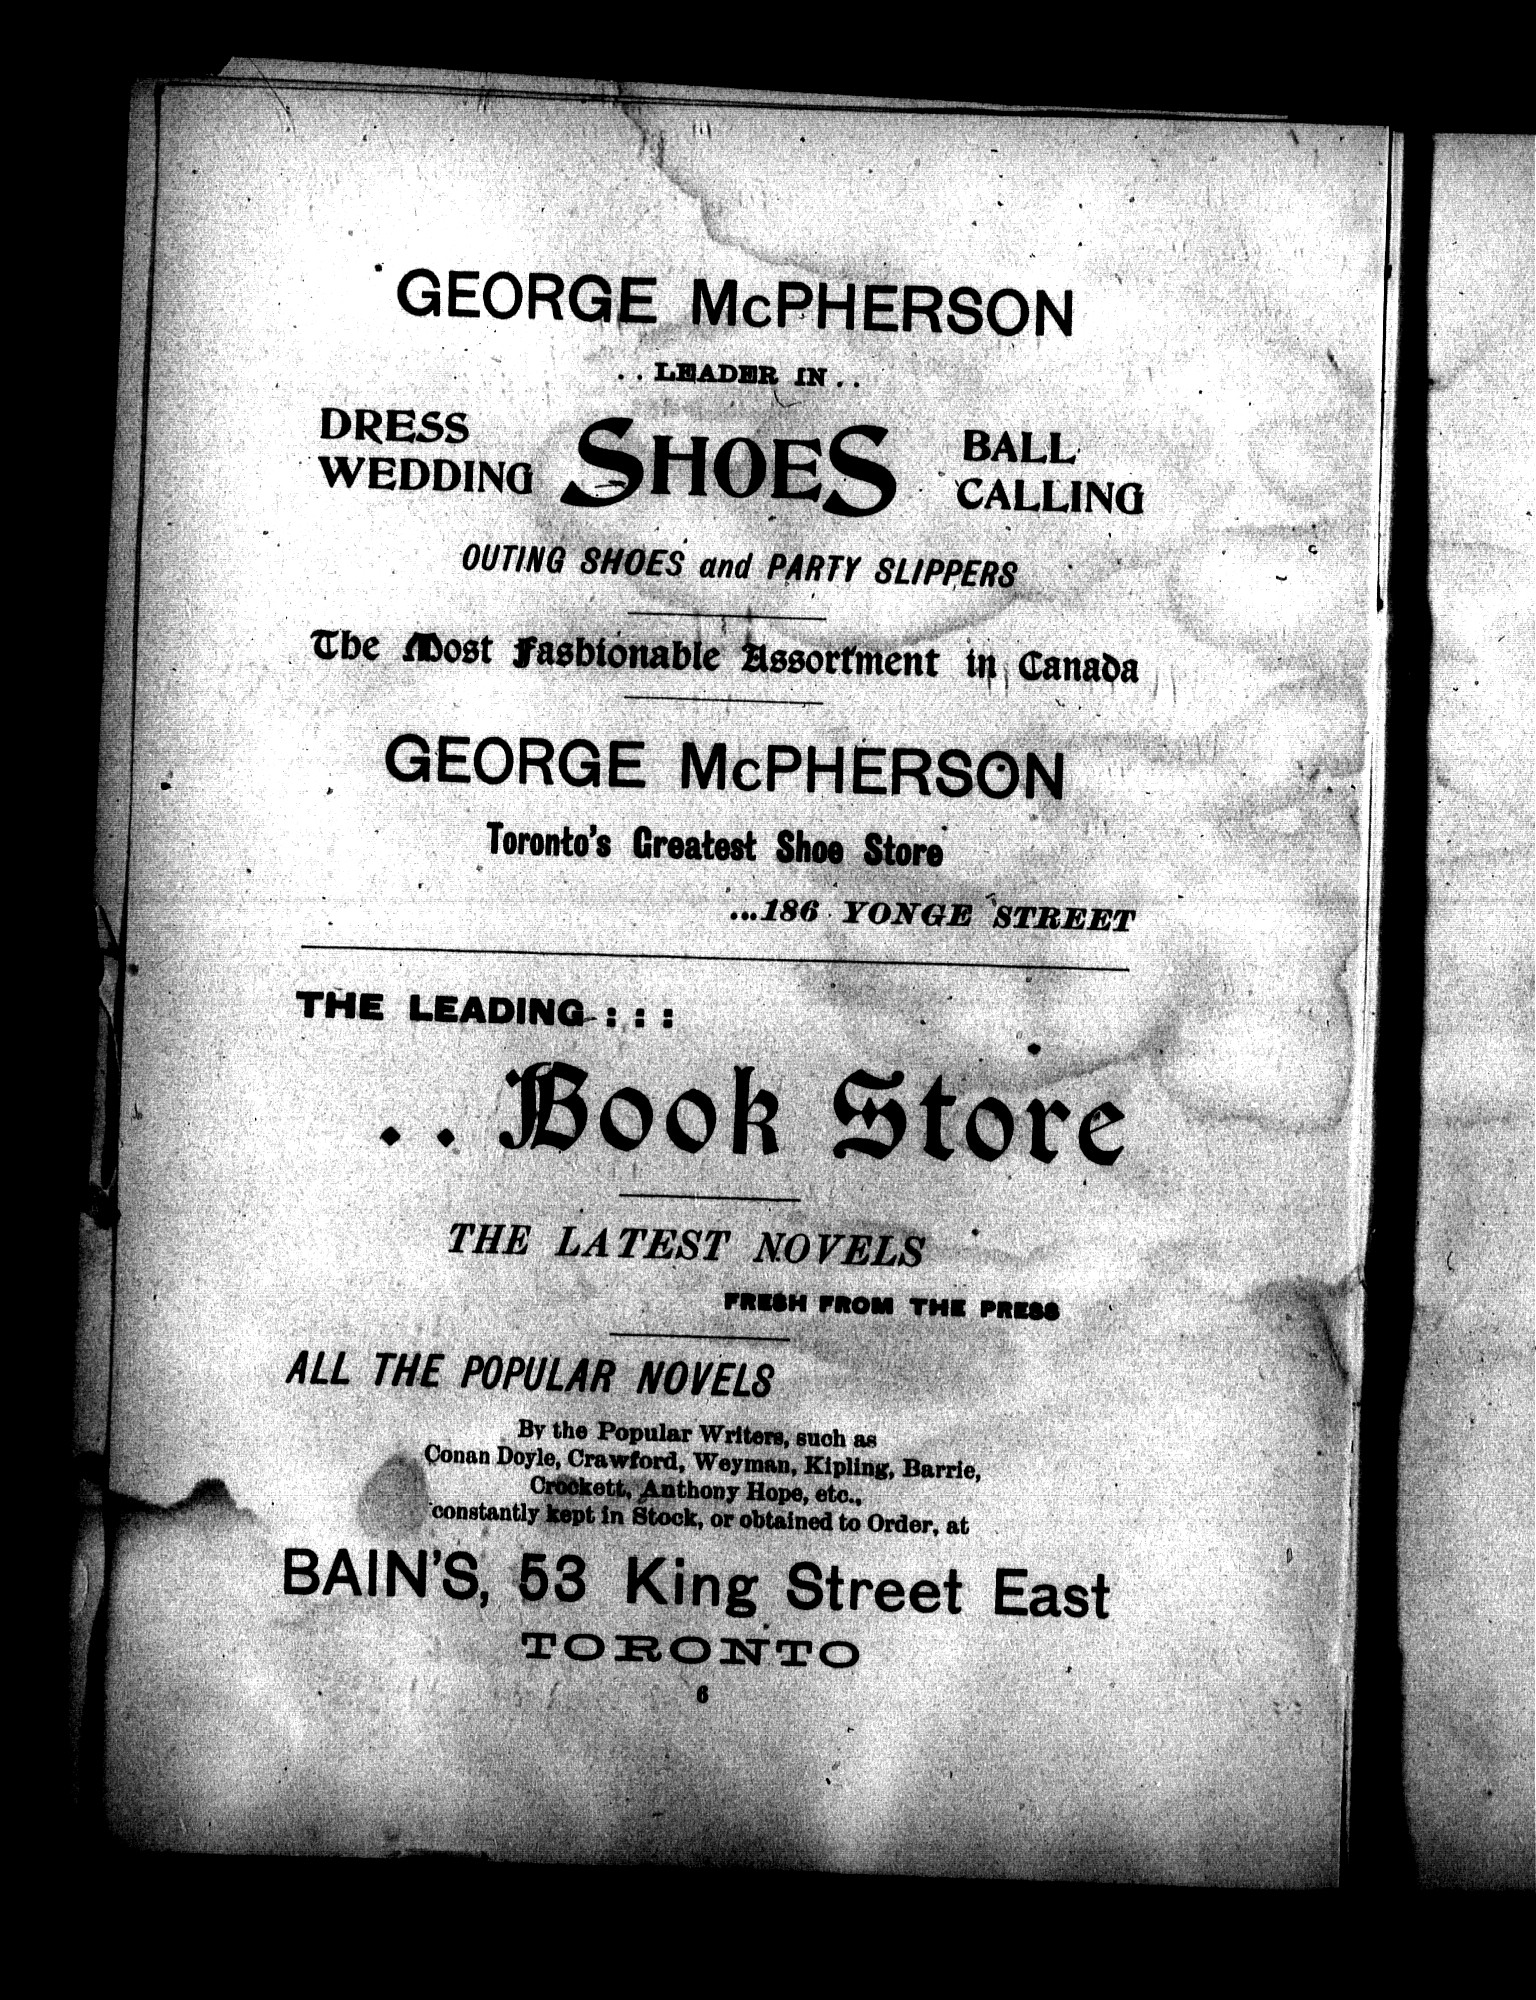 GEORGE McPHERSON
. . LEADER IN . .
DRESS
WEDDING
SHOES
BALL
CALLING
OUTING SHOES and PARTY SLIPPERS
The Most Fashionable Assortment in Canada
GEORGE McPHERSON
Toronto's Greatest Shoe Store
...186 YONGE STREET
THE LEADING : : :
. . Book Store
THE LATEST NOVELS
FRESH FROM THE PRESS
ALL THE POPULAR NOVELS
By the Popular Writers, such as
Conan Doyle, Crawford, Weyman, Kipling, Barrie,
Crockett, Anthony Hope, etc.,
constantly kept in Stock, or obtained to Order, at
BAIN'S, 53 King Street East
TORONTO
6